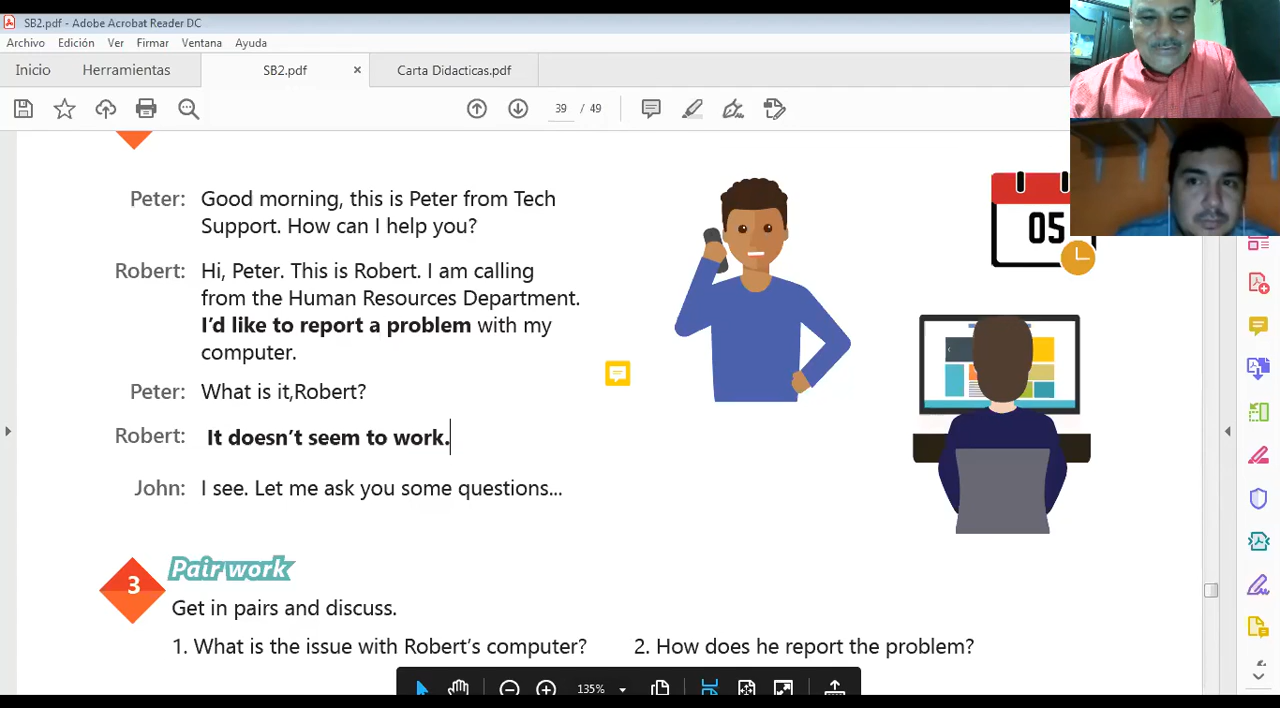 SB2.pdf - Adobe Acrobat Reader DC
Archivo Edición Ver Firmar Ventana Ayuda
Inicio Herramientas SB2.pdf × Carta Didacticas.pdf
39 / 49
Peter: Good morning, this is Peter from Tech
Support. How can I help you?
Robert: Hi, Peter. This is Robert. I am calling
from the Human Resources Department.
I'd like to report a problem with my
computer.
Peter: What is it,Robert?
Robert: It doesn't seem to work.
John: I see. Let me ask you some questions...
05
3 Pair work
Get in pairs and discuss.
1. What is the issue with Robert's computer? 2. How does he report the problem?
135%